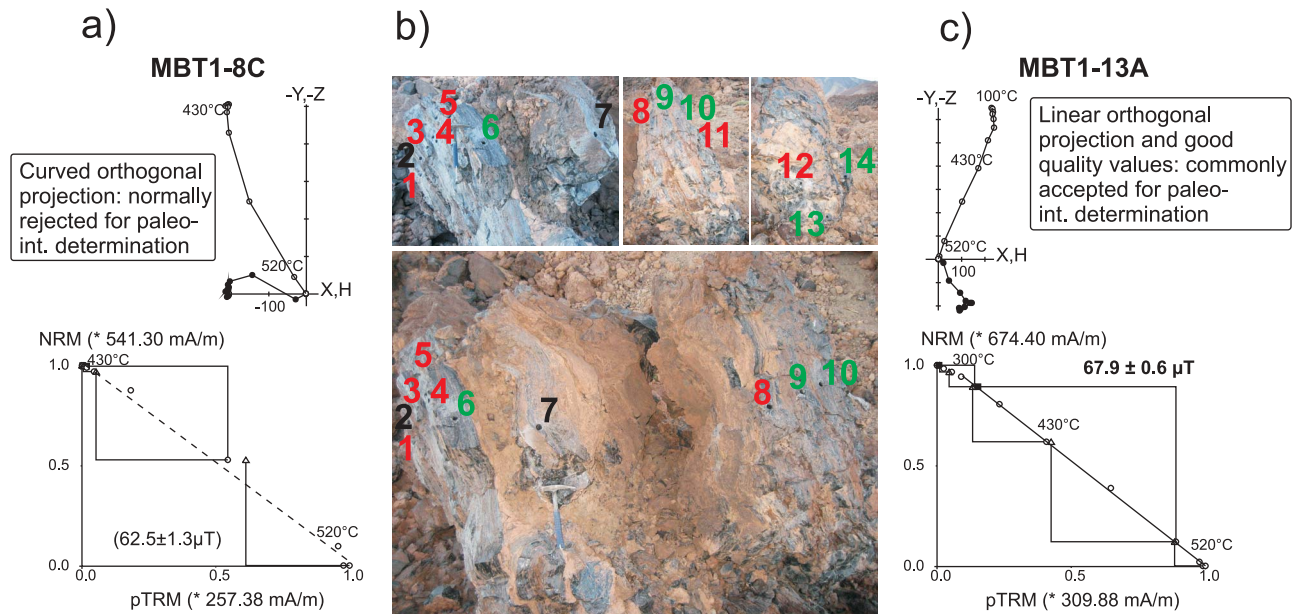 a)
MBT1-8C
-Y,-Z
430°C
520°C
X,H
-100
Curved orthogonal
projection: normally
rejected for paleo-
int. determination
NRM (* 541.30 mA/m)
1.0
430°C
0.5
520°C
(62.5±1.3µT)
0.0
0.0
0.5
1.0
pTRM (* 257.38 mA/m)
b)
5
3
4
2
6
1
7
9
8
10
11
12
14
13
5
3
4
6
2
7
1
8
9
10
c)
MBT1-13A
-Y,-Z
100°C
430°C
520°C
100
X,H
Linear orthogonal
projection and good
quality values: commonly
accepted for paleo-
int. determination
NRM (* 674.40 mA/m)
1.0
300°C
67.9 ± 0.6 µT
430°C
0.5
520°C
0.0
0.0
0.5
1.0
pTRM (* 309.88 mA/m)